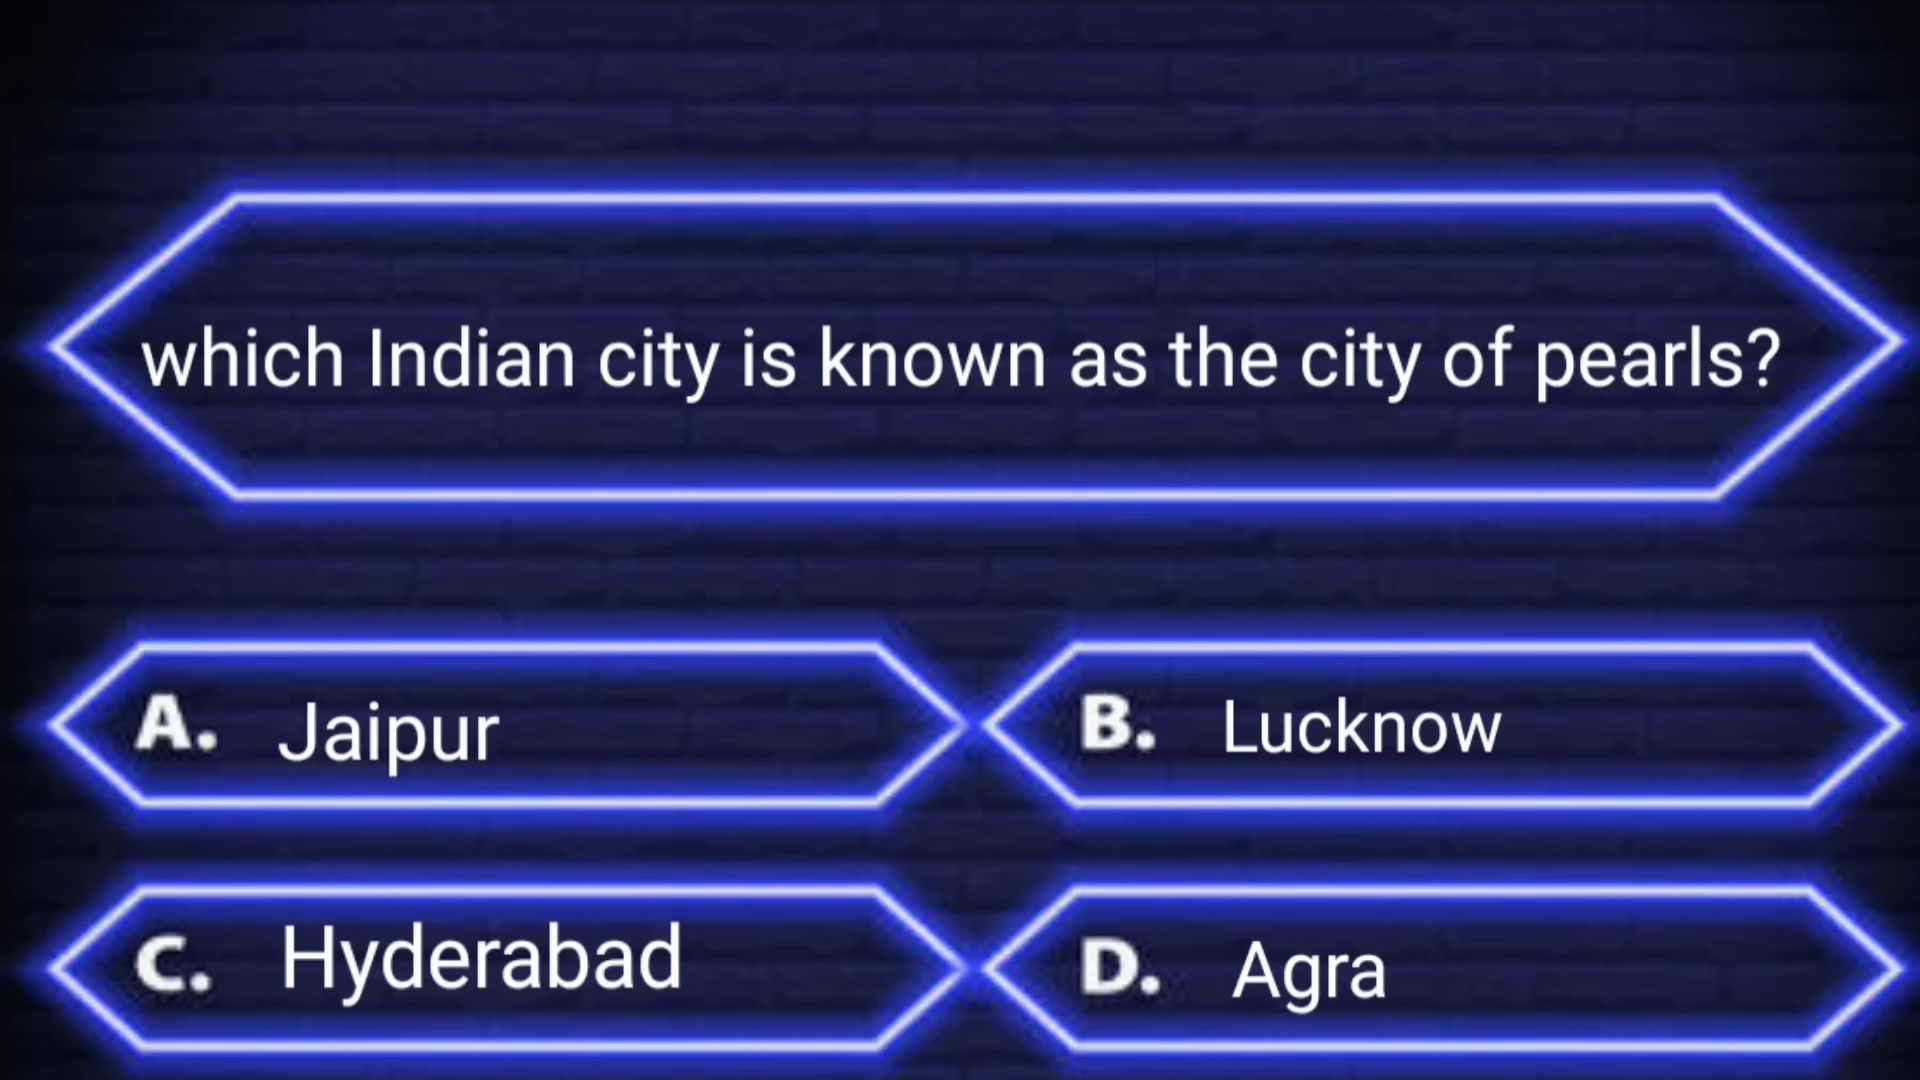 which Indian city is known as the city of pearls?
A. Jaipur
B. Lucknow
C. Hyderabad
D. Agra